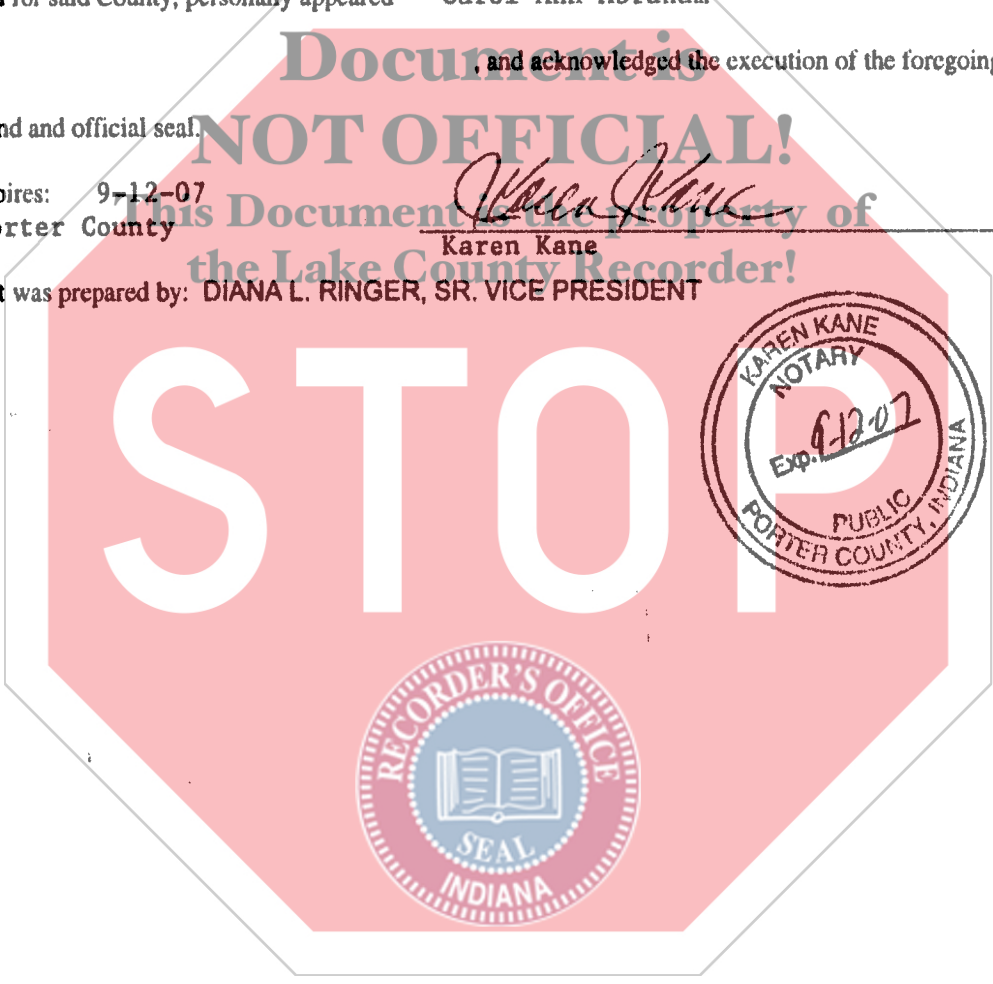 for said County, personally appeared
Document is
, and acknowledged the execution of the foregoing
nd and official seal.
NOT OFFICIAL!
pires: 9-12-07
This Document is the property of
rter County
Karen Kane
Karen Kane
the Lake County Recorder!
t was prepared by: DIANA L. RINGER, SR. VICE PRESIDENT
KAREN KANE
NOTARY
Exp. 9-12-07
PUBLIC
PORTER COUNTY, INDIANA
STOP
RECORDER'S OFFICE
SEAL
INDIANA